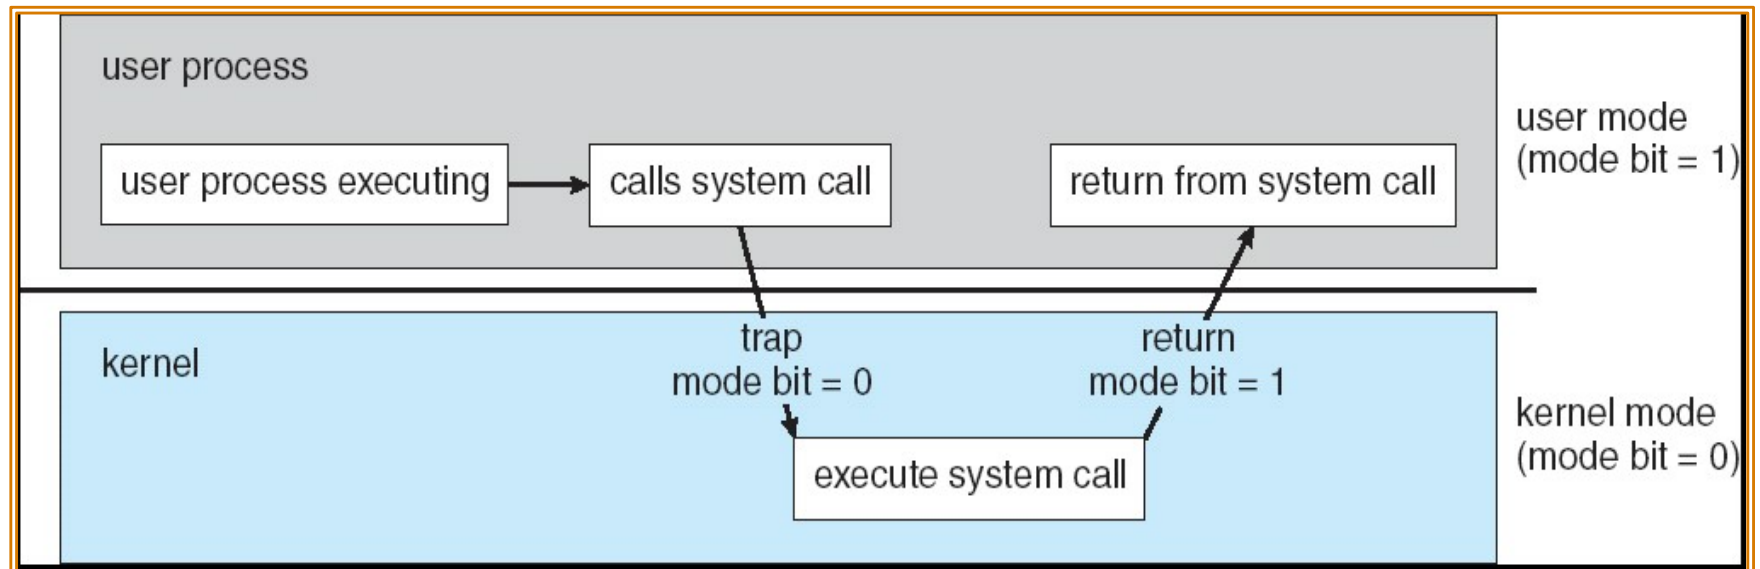 user process
user process executing
calls system call
return from system call
user mode
(mode bit = 1)
kernel
trap
mode bit = 0
return
mode bit = 1
execute system call
kernel mode
(mode bit = 0)